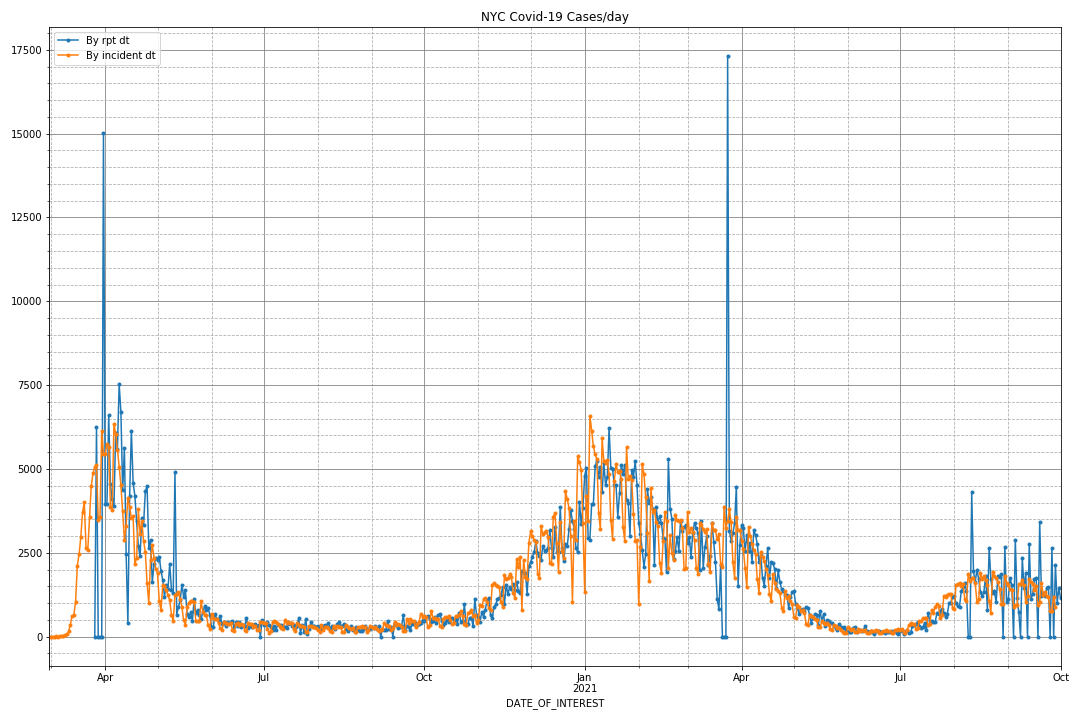 NYC Covid-19 Cases/day
By rpt dt
By incident dt
17500
15000
12500
10000
7500
5000
2500
0
Apr Jul Oct Jan Apr Jul Oct
2021
DATE_OF_INTEREST